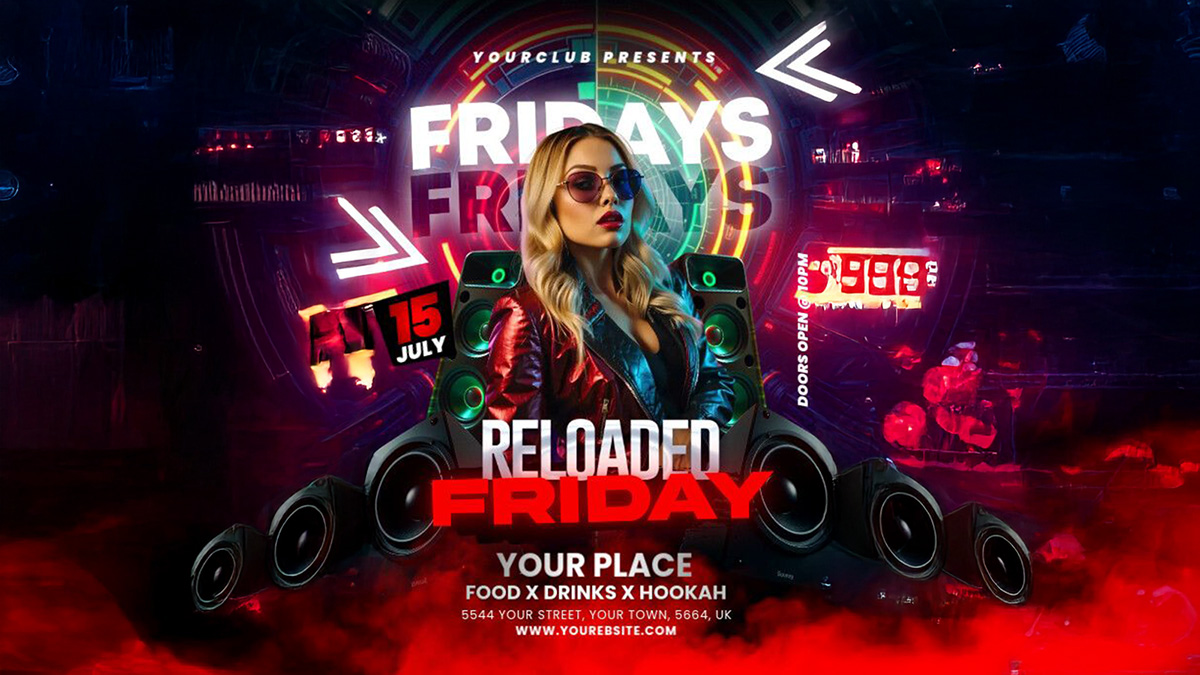 YOURCLUB PRESENTS
FRIDAYS
FRIDAYS
15
JULY
DOORS OPEN @ 10PM
RELOADED
FRIDAY
YOUR PLACE
FOOD X DRINKS X HOOKAH
5544 YOUR STREET, YOUR TOWN, 5664, UK
WWW.YOUREBSITE.COM